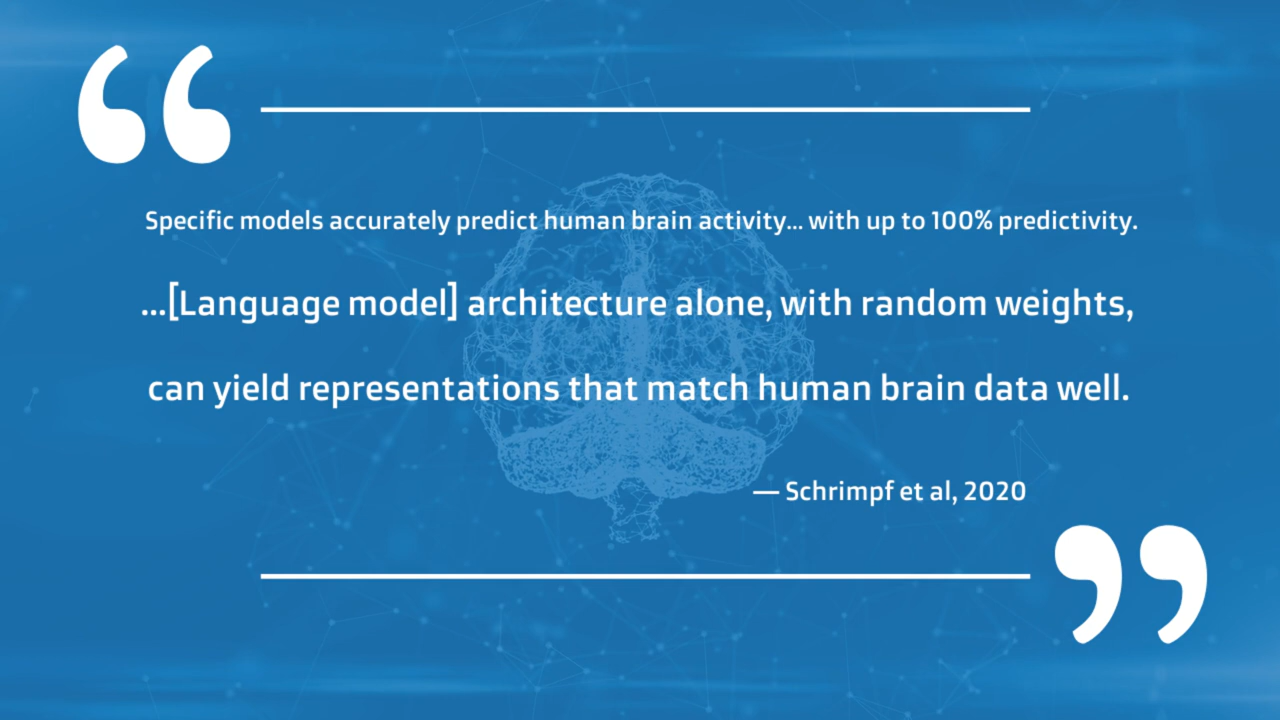 “
Specific models accurately predict human brain activity... with up to 100% predictivity.
...[Language model] architecture alone, with random weights,
can yield representations that match human brain data well.
— Schrimpf et al, 2020
”